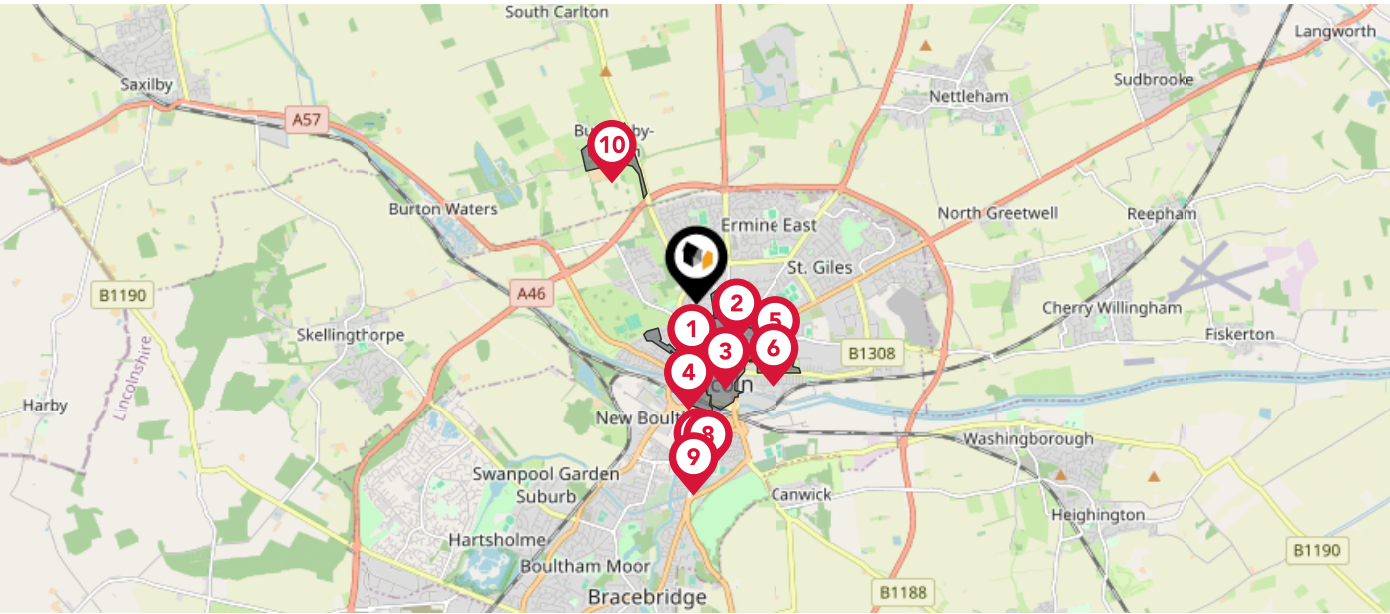 South Carlton
Langworth
Saxilby
Sudbrooke
Nettleham
A57
10
Burton Waters
North Greetwell
Reepham
Ermine East
St. Giles
A46
B1190
2
Cherry Willingham
5
1
Skellingthorpe
Fiskerton
3
6
B1308
4
Lincolnshire
Harby
8
Washingborough
9
Swanpool Garden
Suburb
Canwick
Heighington
Hartsholme
B1190
Boultham Moor
B1188
Bracebridge